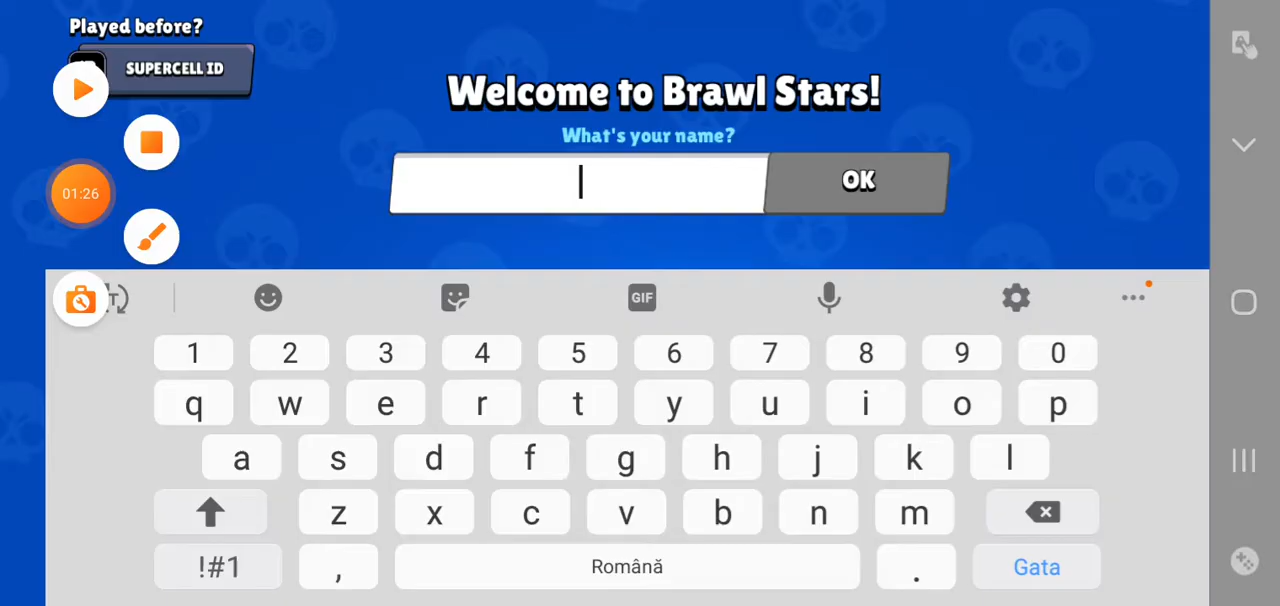 Played before?
SUPERCELL ID
Welcome to Brawl Stars!
What's your name?
OK
01:26
T
GIF
1 2 3 4 5 6 7 8 9 0
q w e r t y u i o p
a s d f g h j k l
z x c v b n m
!#1 , Română . Gata